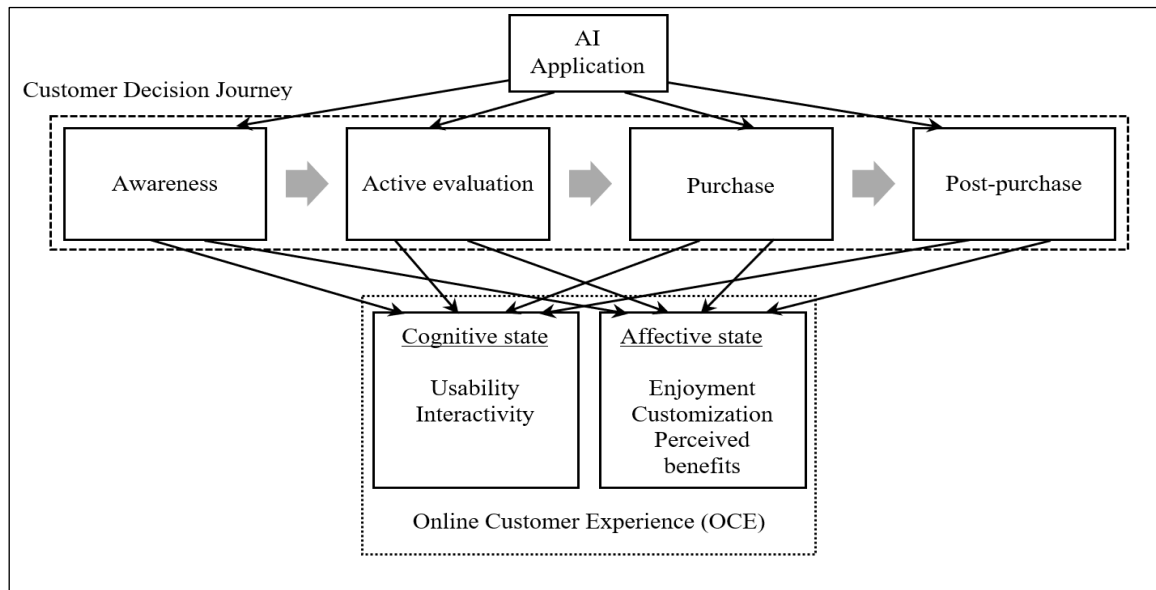 AI
Application
Customer Decision Journey
Awareness
Active evaluation
Purchase
Post-purchase
Cognitive state
Usability
Interactivity
Affective state
Enjoyment
Customization
Perceived
benefits
Online Customer Experience (OCE)